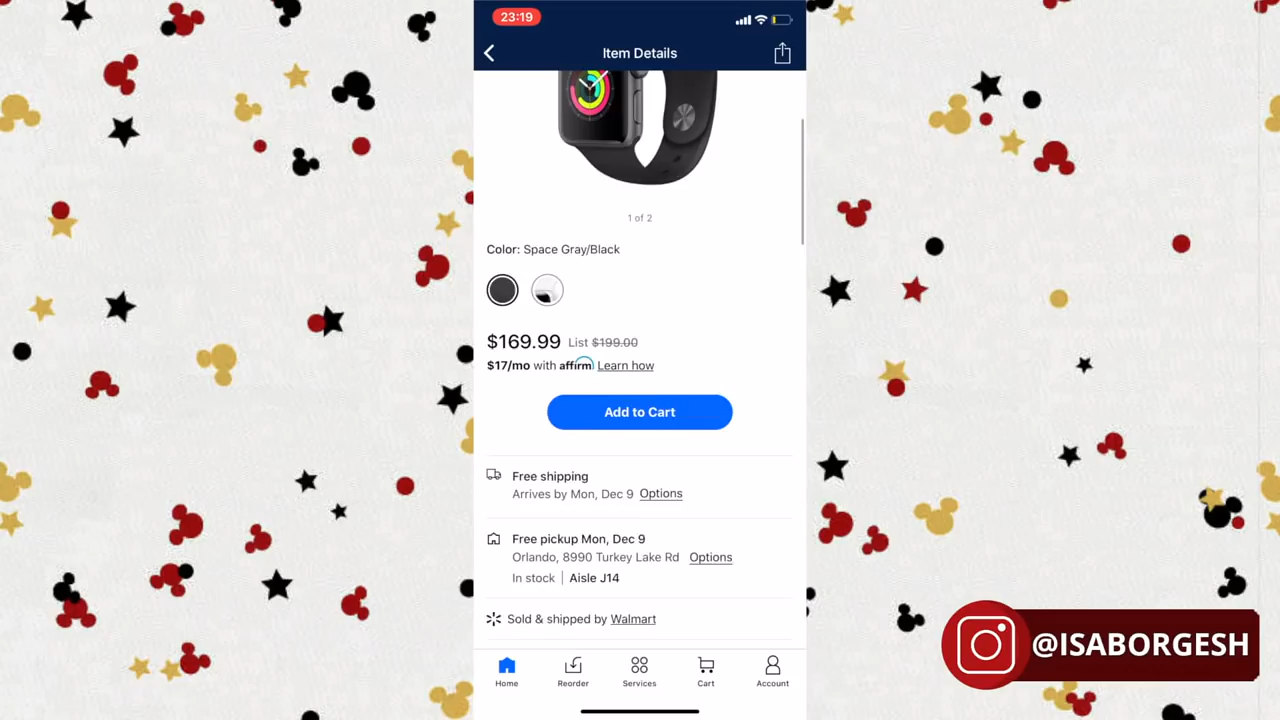 23:19
Item Details
1 of 2
Color: Space Gray/Black
$169.99 List $199.00
$17/mo with affirm Learn how
Add to Cart
Free shipping
Arrives by Mon, Dec 9 Options
Free pickup Mon, Dec 9
Orlando, 8990 Turkey Lake Rd Options
In stock | Aisle J14
Sold & shipped by Walmart
Home Reorder Services Cart Account
@ISABORGESH